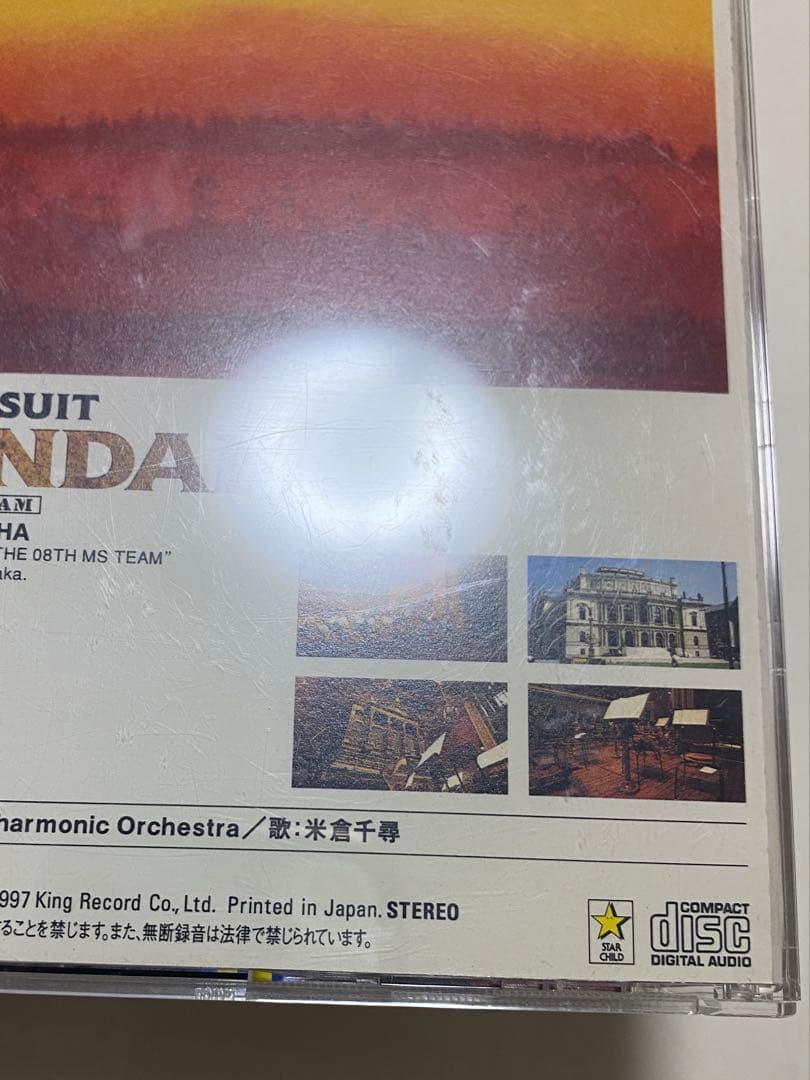 SUIT
NDA
AM
HA
THE 08TH MS TEAM"
aka.
harmonic Orchestra／歌：米倉千尋
997 King Record Co., Ltd. Printed in Japan. STEREO
することを禁じます。また、無断録音は法律で禁じられています。
STAR
CHILD
COMPACT
disc
DIGITAL AUDIO